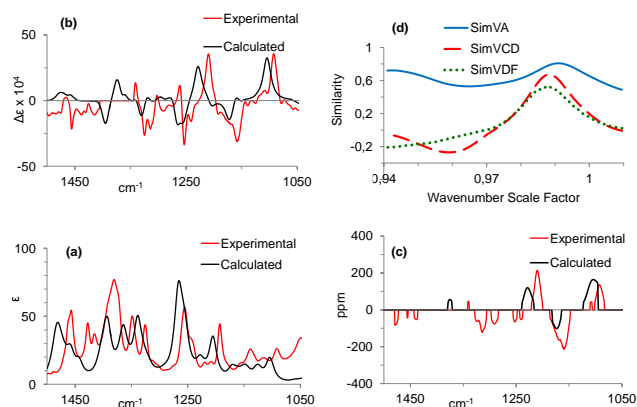 (b)
Experimental
Calculated
Δε x 10⁴
50
0
-50
1450
cm⁻¹
1250
1050
(d)
SimVA
SimVCD
SimVDF
Similarity
1
0,6
0,2
-0,2
0,94
0,97
1
Wavenumber Scale Factor
(a)
Experimental
Calculated
ε
100
50
0
1450
cm⁻¹
1250
1050
(c)
Experimental
Calculated
ppm
400
200
0
-200
-400
1450
cm⁻¹
1250
1050